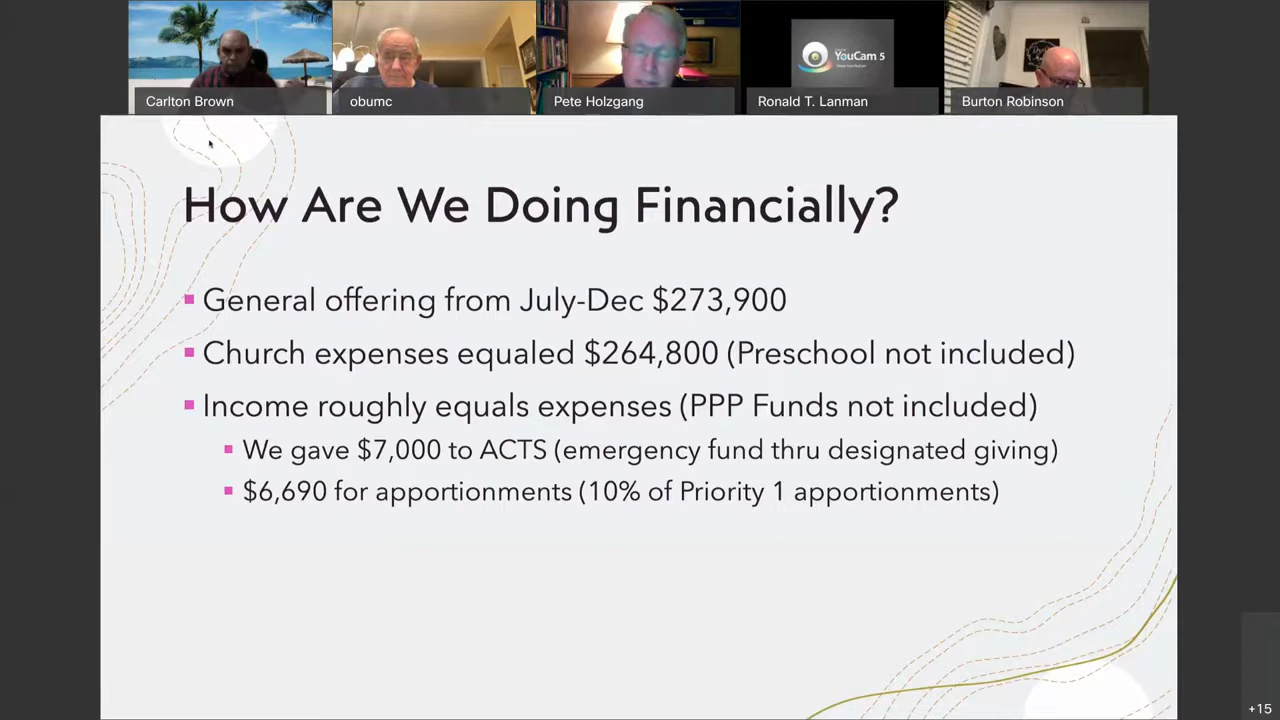 YouCam 5
Carlton Brown
obumc
Pete Holzgang
Ronald T. Lanman
Burton Robinson
How Are We Doing Financially?
General offering from July-Dec $273,900
Church expenses equaled $264,800 (Preschool not included)
Income roughly equals expenses (PPP Funds not included)
We gave $7,000 to ACTS (emergency fund thru designated giving)
$6,690 for apportionments (10% of Priority 1 apportionments)
+15